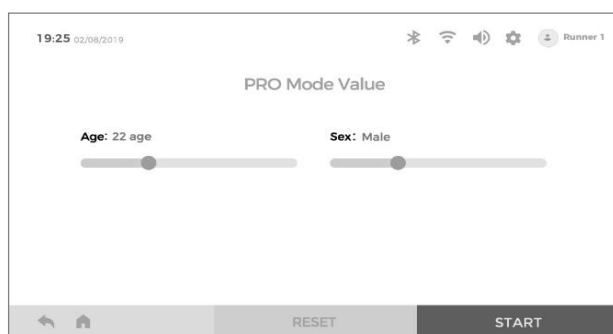 19:25 02/08/2019 Runner 1
PRO Mode Value
Age: 22 age Sex: Male
RESET START